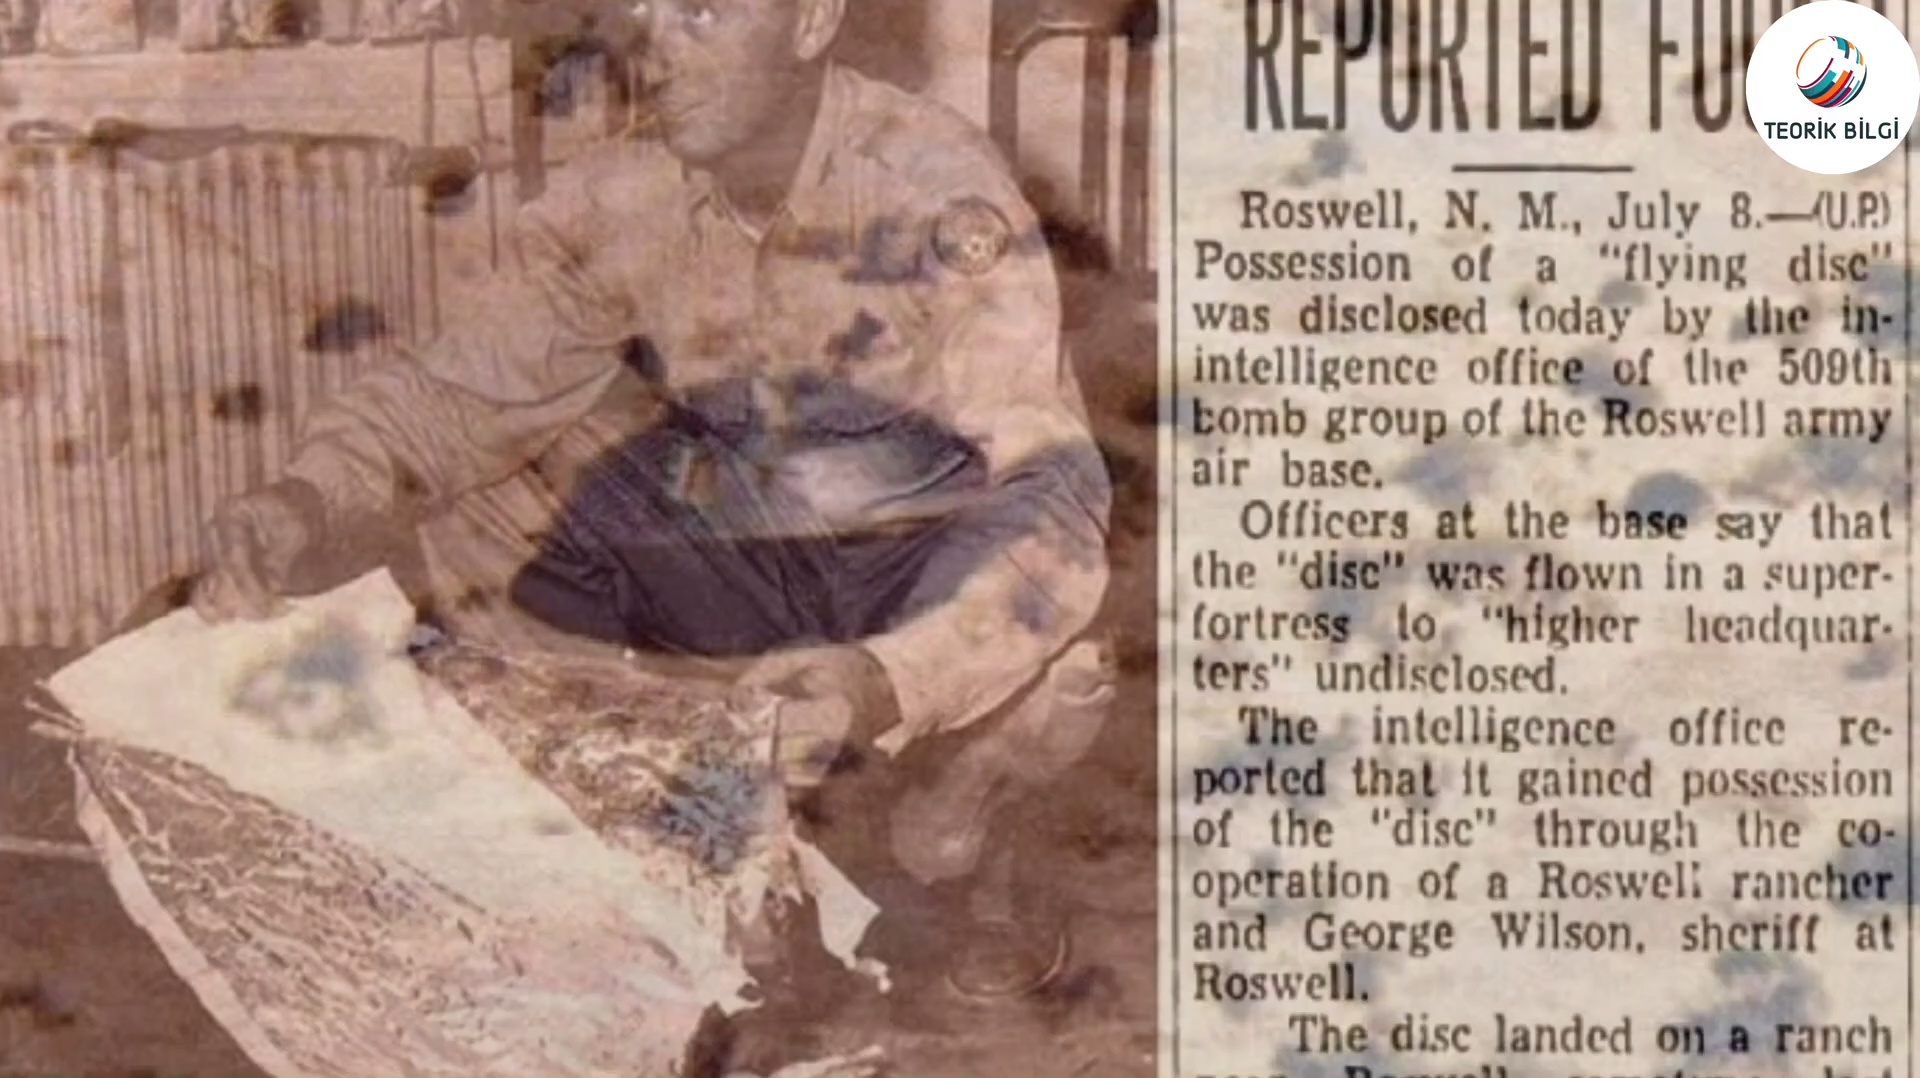 REPORTED
TEORİK BİLGİ
Roswell, N. M., July 8.—(U.P.)
Possession of a "flying disc"
was disclosed today by the in-
intelligence office of the 509th
bomb group of the Roswell army
air base.
Officers at the base say that
the "disc" was flown in a super-
fortress to "higher headquar-
ters" undisclosed.
The intelligence office re-
ported that it gained possession
of the "disc" through the co-
operation of a Roswell rancher
and George Wilson, sheriff at
Roswell.
The disc landed on a ranch